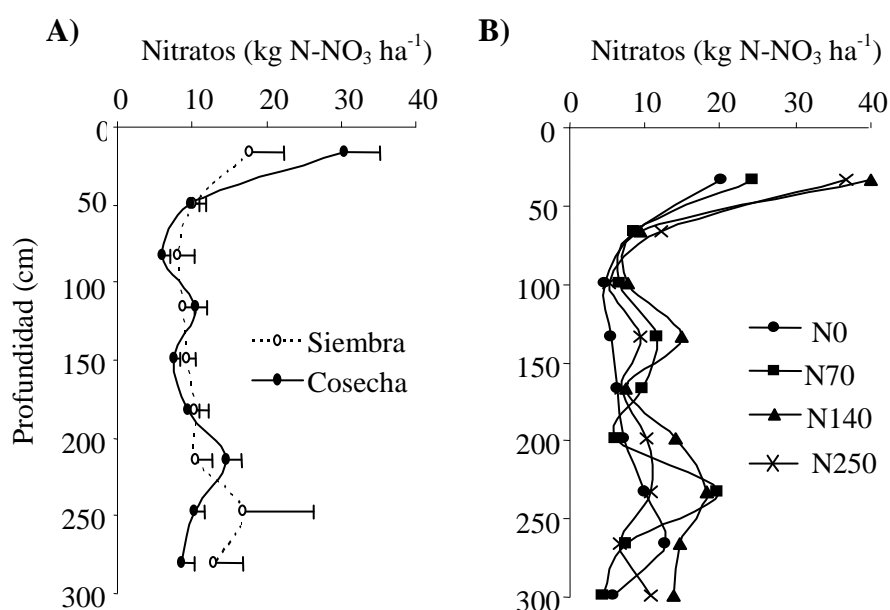 A)
Nitratos (kg N-NO₃ ha⁻¹)
0 10 20 30 40
0
50
100
150
200
250
300
Profundidad (cm)
Siembra
Cosecha
B)
Nitratos (kg N-NO₃ ha⁻¹)
0 10 20 30 40
0
50
100
150
200
250
300
N0
N70
N140
N250